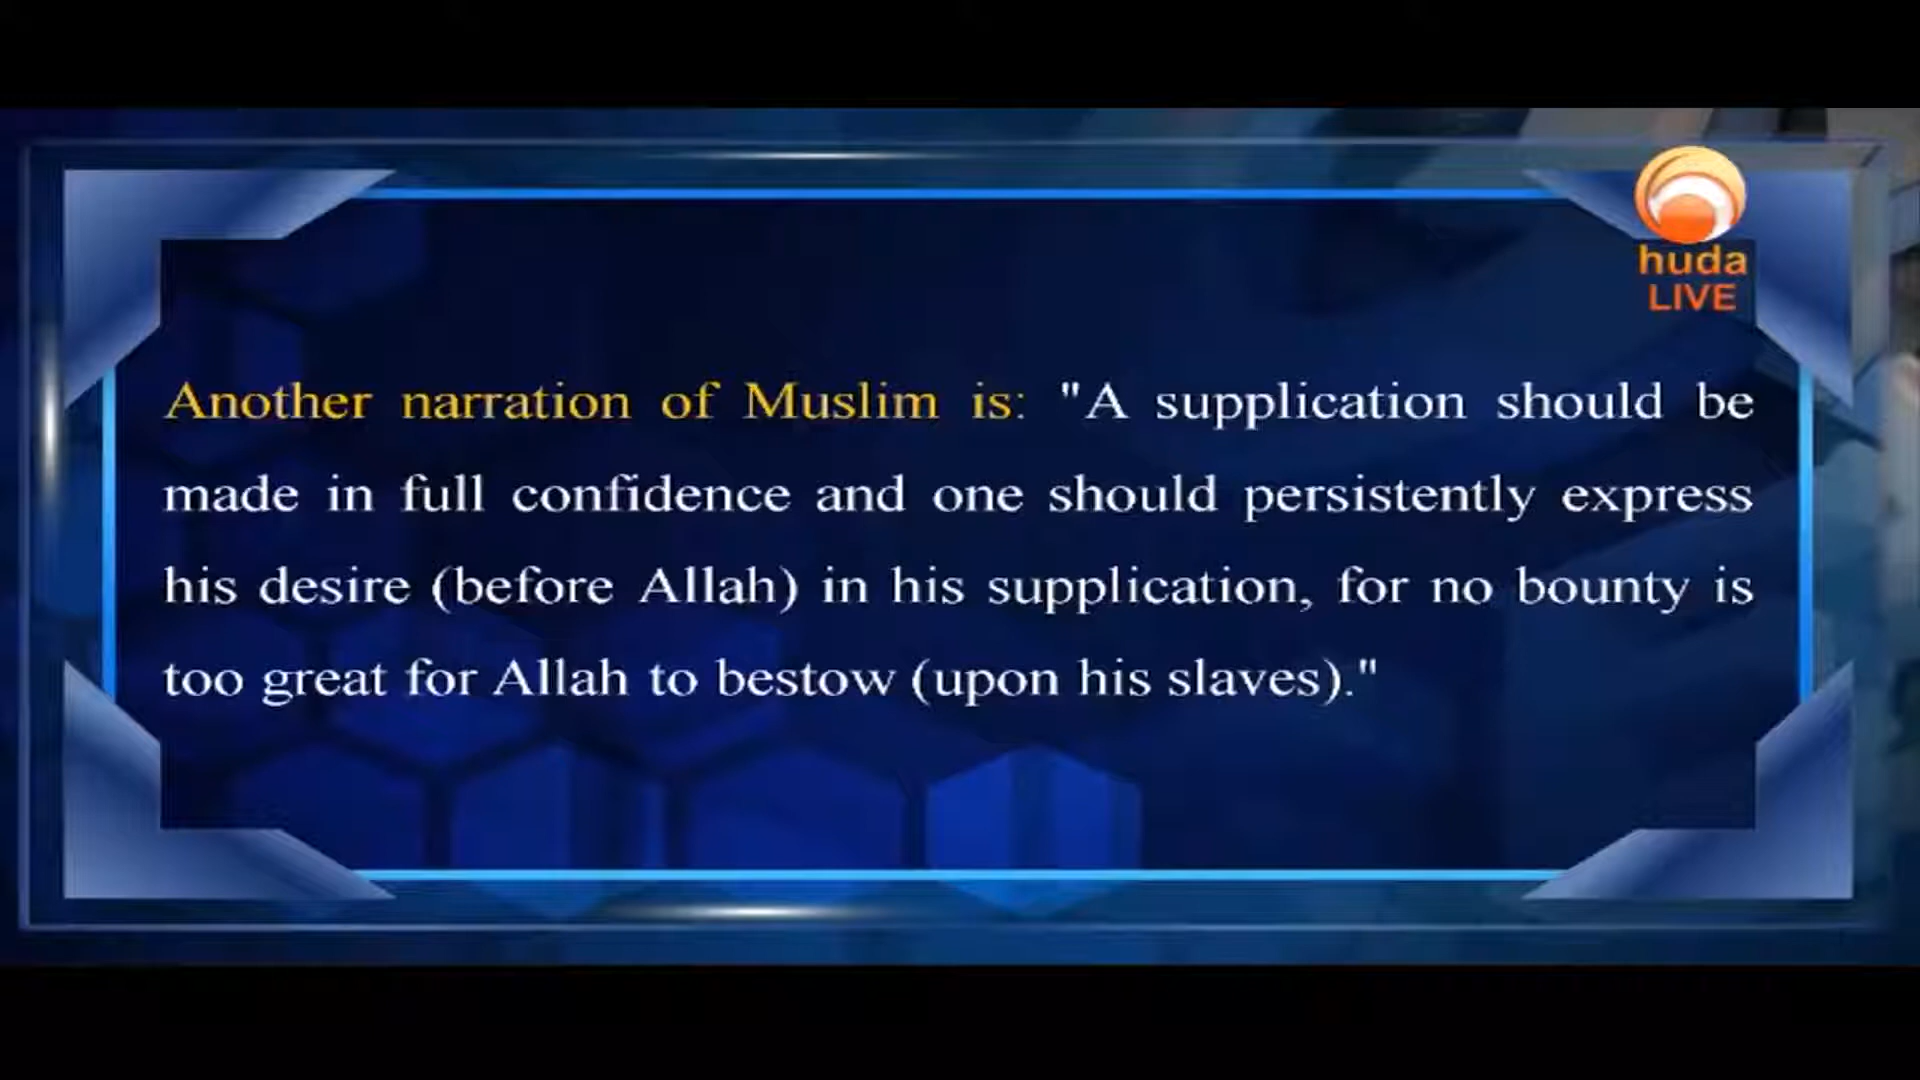 huda
LIVE
Another narration of Muslim is: "A supplication should be
made in full confidence and one should persistently express
his desire (before Allah) in his supplication, for no bounty is
too great for Allah to bestow (upon his slaves)."